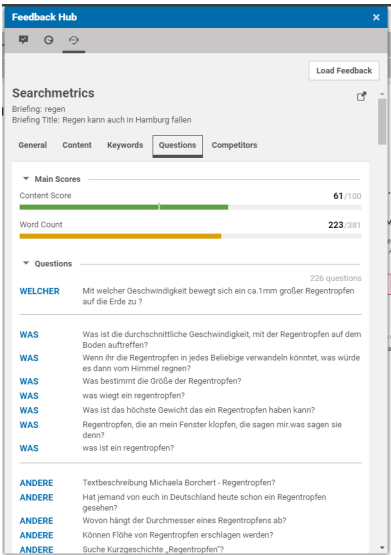 Feedback Hub
Load Feedback
Searchmetrics
Briefing: regen
Briefing Title: Regen kann auch in Hamburg fallen
General Content Keywords Questions Competitors
Main Scores
Content Score 61/100
Word Count 223/381
Questions
226 questions
WELCHER Mit welcher Geschwindigkeit bewegt sich ein ca.1mm großer Regentropfen
auf die Erde zu ?
WAS Was ist die durchschnittliche Geschwindigkeit, mit der Regentropfen auf dem
Boden auftreffen?
WAS Wenn ihr die Regentropfen in jedes Beliebige verwandeln könntet, was würde
es dann vom Himmel regnen?
WAS Was bestimmt die Größe der Regentropfen?
WAS was wiegt ein regentropfen?
WAS Was ist das höchste Gewicht das ein Regentropfen haben kann?
WAS Regentropfen, die an mein Fenster klopfen, die sagen mir.was sagen sie
denn?
WAS was ist ein regentropfen?
ANDERE Textbeschreibung Michaela Borchert - Regentropfen?
ANDERE Hat jemand von euch in Deutschland heute schon ein Regentropfen
gesehen?
ANDERE Wovon hängt der Durchmesser eines Regentropfens ab?
ANDERE Können Flöhe von Regentropfen erschlagen werden?
ANDERE Suche Kurzgeschichte „Regentropfen"?